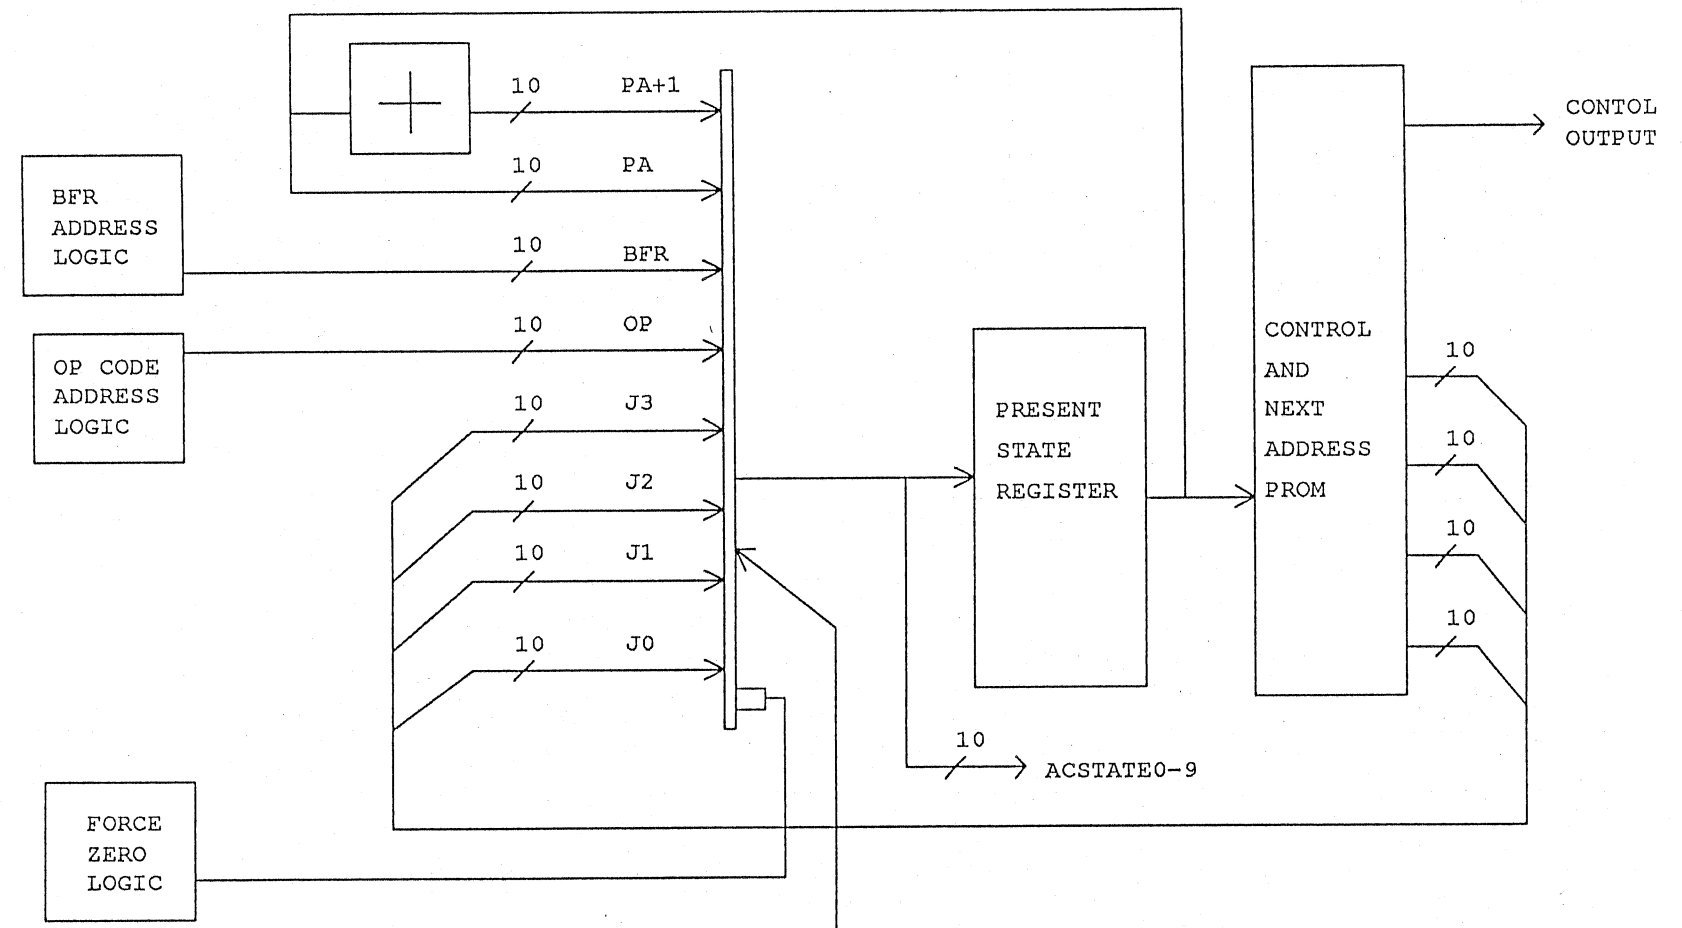 10 PA+1
10 PA
BFR
ADDRESS
LOGIC
10 BFR
10 OP
OP CODE
ADDRESS
LOGIC
10 J3
10 J2
10 J1
10 J0
FORCE
ZERO
LOGIC
PRESENT
STATE
REGISTER
10 ACSTATE0-9
CONTROL
AND
NEXT
ADDRESS
PROM
CONTOL
OUTPUT
10
10
10
10
+